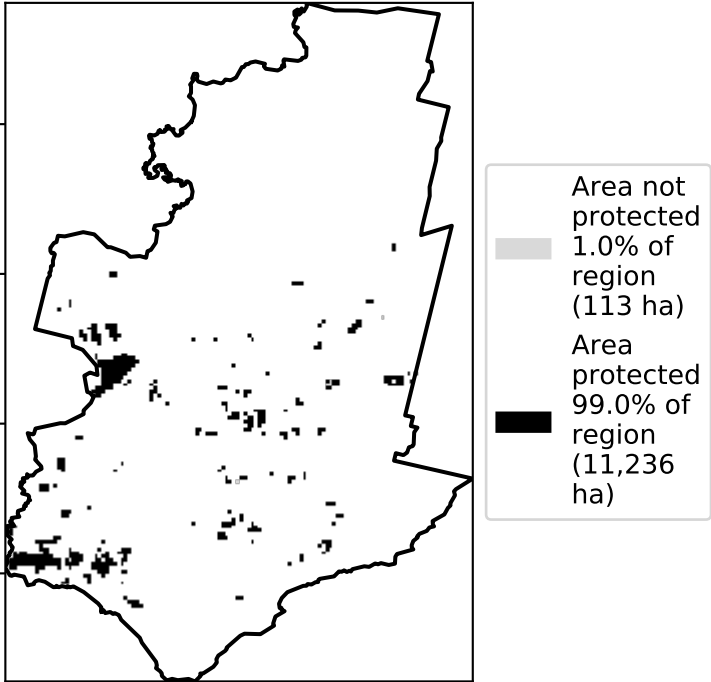 Area not
protected
1.0% of
region
(113 ha)
Area
protected
99.0% of
region
(11,236
ha)